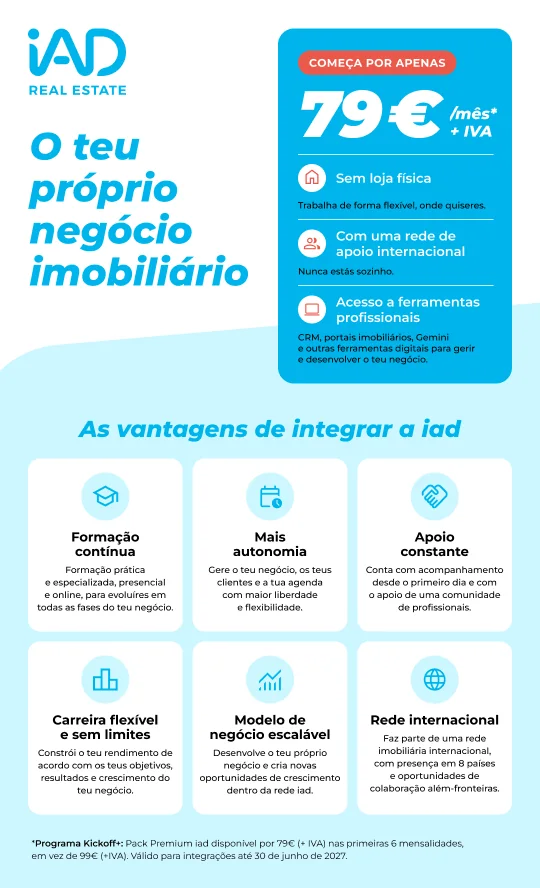 iAD
REAL ESTATE
O teu
próprio
negócio
imobiliário
COMEÇA POR APENAS
79€ /mês*
+ IVA
Sem loja física
Trabalha de forma flexível, onde quiseres.
Com uma rede de
apoio internacional
Nunca estás sozinho.
Acesso a ferramentas
profissionais
CRM, portais imobiliários, Gemini
e outras ferramentas digitais para gerir
e desenvolver o teu negócio.
As vantagens de integrar a iad
Formação
contínua
Formação prática
e especializada, presencial
e online, para evoluíres em
todas as fases do teu negócio.
Mais
autonomia
Gere o teu negócio, os teus
clientes e a tua agenda
com maior liberdade
e flexibilidade.
Apoio
constante
Conta com acompanhamento
desde o primeiro dia e com
o apoio de uma comunidade
de profissionais.
Carreira flexível
e sem limites
Constrói o teu rendimento de
acordo com os teus objetivos,
resultados e crescimento do
teu negócio.
Modelo de
negócio escalável
Desenvolve o teu próprio
negócio e cria novas
oportunidades de crescimento
dentro da rede iad.
Rede internacional
Faz parte de uma rede
imobiliária internacional,
com presença em 8 países
e oportunidades de
colaboração além-fronteiras.
*Programa Kickoff+: Pack Premium iad disponível por 79€ (+ IVA) nas primeiras 6 mensalidades,
em vez de 99€ (+IVA). Válido para integrações até 30 de junho de 2027.